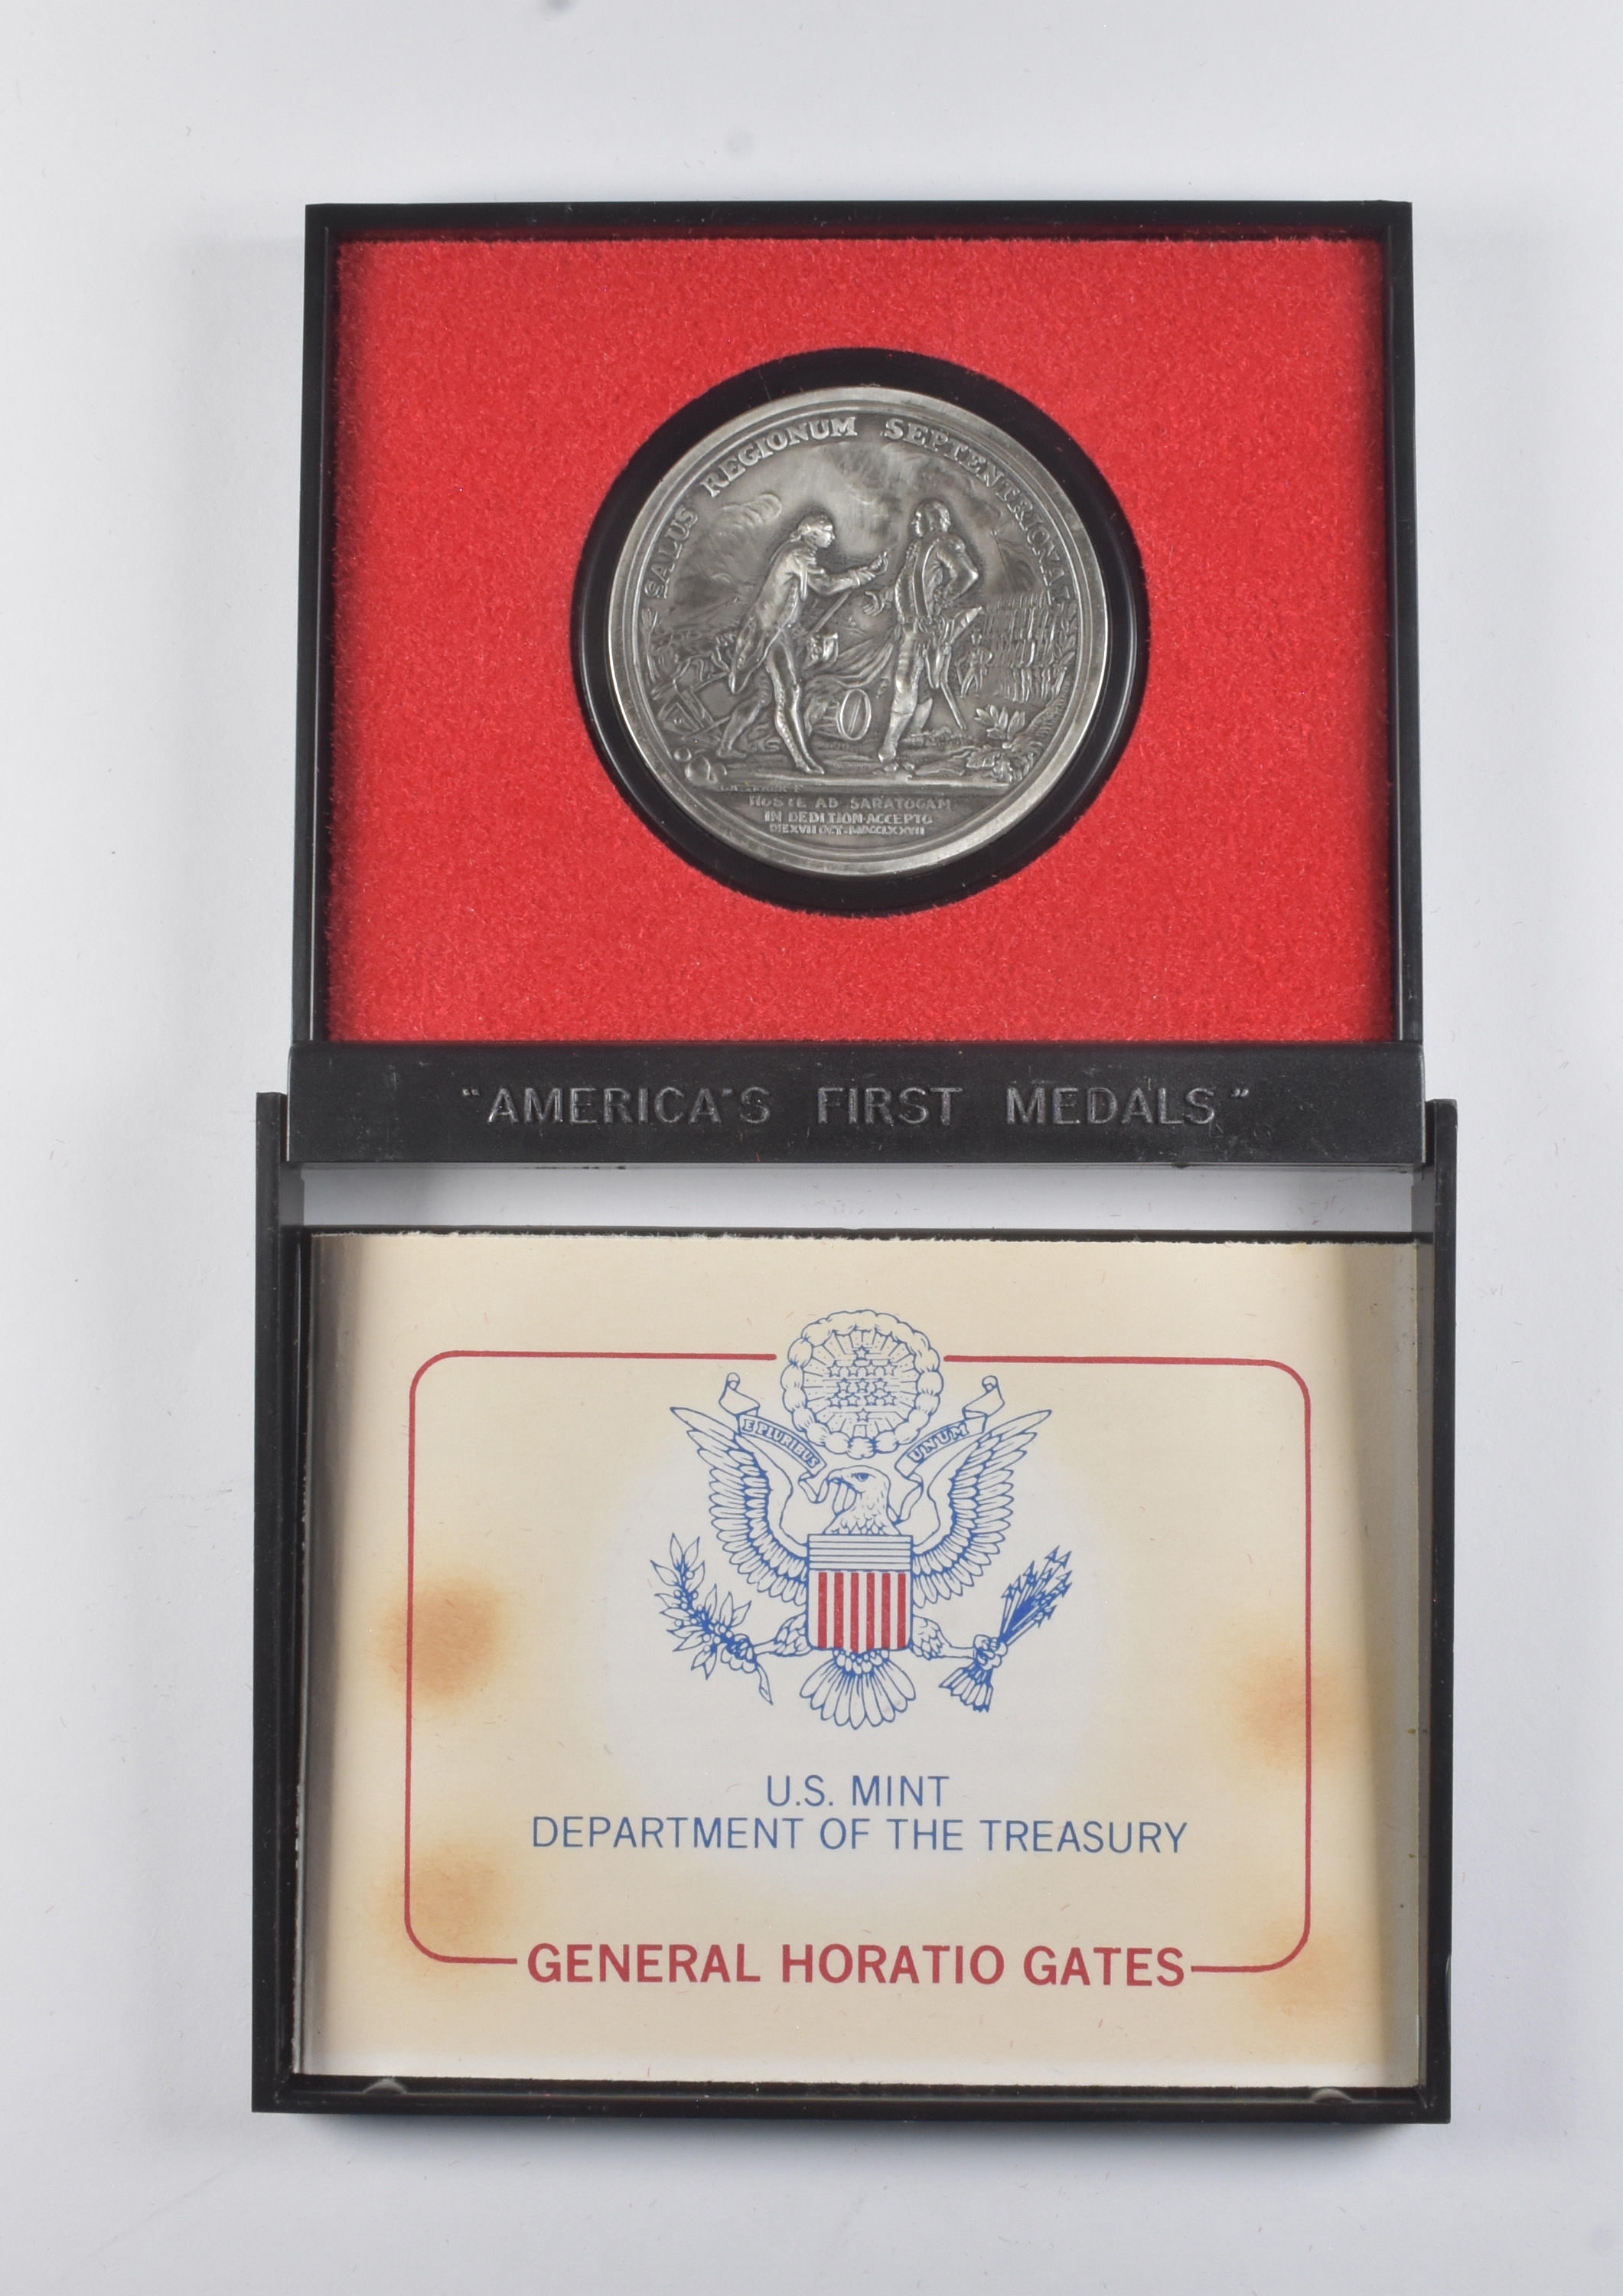 SALUS REGIONUM SEPTENTRIONAL
HOSTE AD SARATOGAM
IN DEDITION·ACCEPTO
DIE XVII OCT·MDCCLXXVII
"AMERICA'S FIRST MEDALS"
E PLURIBUS UNUM
U.S. MINT
DEPARTMENT OF THE TREASURY
GENERAL HORATIO GATES